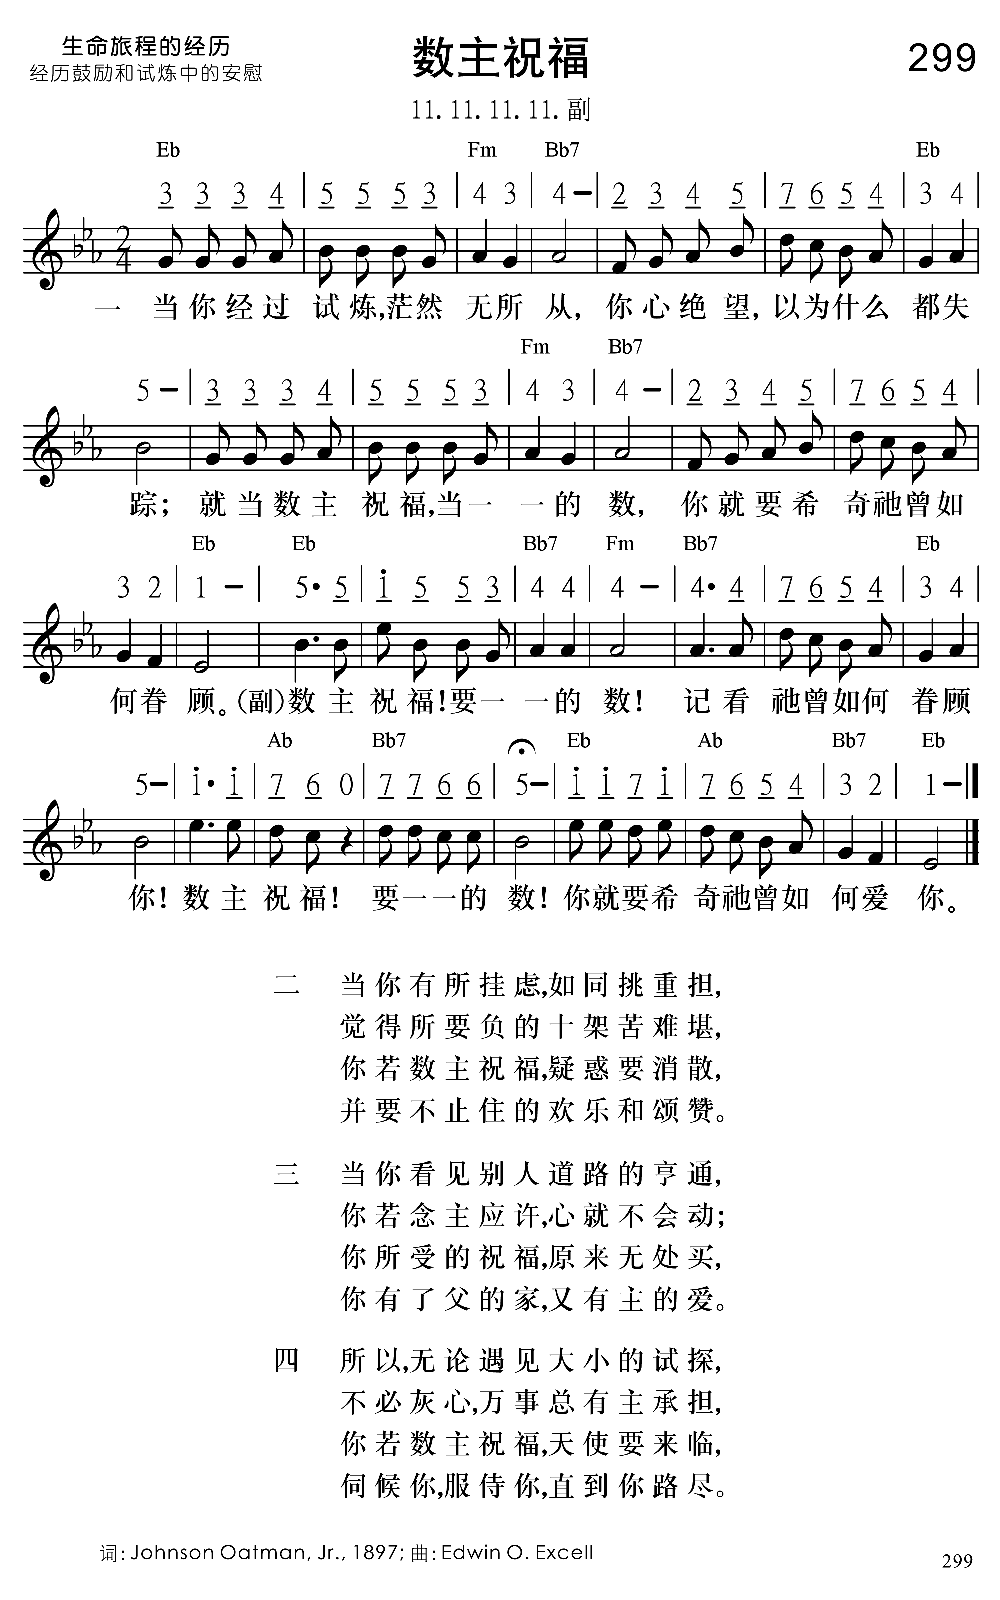 生命旅程的经历
经历鼓励和试炼中的安慰
数主祝福
299
11. 11. 11. 11. 副
Eb Fm Bb7 Eb
3 3 3 4 | 5 5 5 3 | 4 3 | 4 – | 2 3 4 5 | 7 6 5 4 | 3 4 |
2 4
一 当你经过 试炼,茫然 无所 从, 你心绝望, 以为什么 都失
Fm Bb7
5 – | 3 3 3 4 | 5 5 5 3 | 4 3 | 4 – | 2 3 4 5 | 7 6 5 4 |
踪; 就当数主 祝福,当一 一的 数, 你就要希 奇祂曾如
Eb Eb Bb7 Fm Bb7 Eb
3 2 | 1 – | 5· 5 | i 5 5 3 | 4 4 | 4 – | 4· 4 | 7 6 5 4 | 3 4 |
何眷 顾。(副)数主 祝福!要一 一的 数! 记看 祂曾如何 眷顾
Ab Bb7 Eb Ab Bb7 Eb
5 – | i· i | 7 6 0 | 7 7 6 6 | 5 – | i i 7 i | 7 6 5 4 | 3 2 | 1 – ‖
你! 数主 祝福! 要一一的 数! 你就要希 奇祂曾如 何爱 你。
二 当你有所挂虑,如同挑重担,
觉得所要负的十架苦难堪,
你若数主祝福,疑惑要消散,
并要不止住的欢乐和颂赞。
三 当你看见别人道路的亨通,
你若念主应许,心就不会动;
你所受的祝福,原来无处买,
你有了父的家,又有主的爱。
四 所以,无论遇见大小的试探,
不必灰心,万事总有主承担,
你若数主祝福,天使要来临,
伺候你,服侍你,直到你路尽。
词: Johnson Oatman, Jr., 1897; 曲: Edwin O. Excell
299